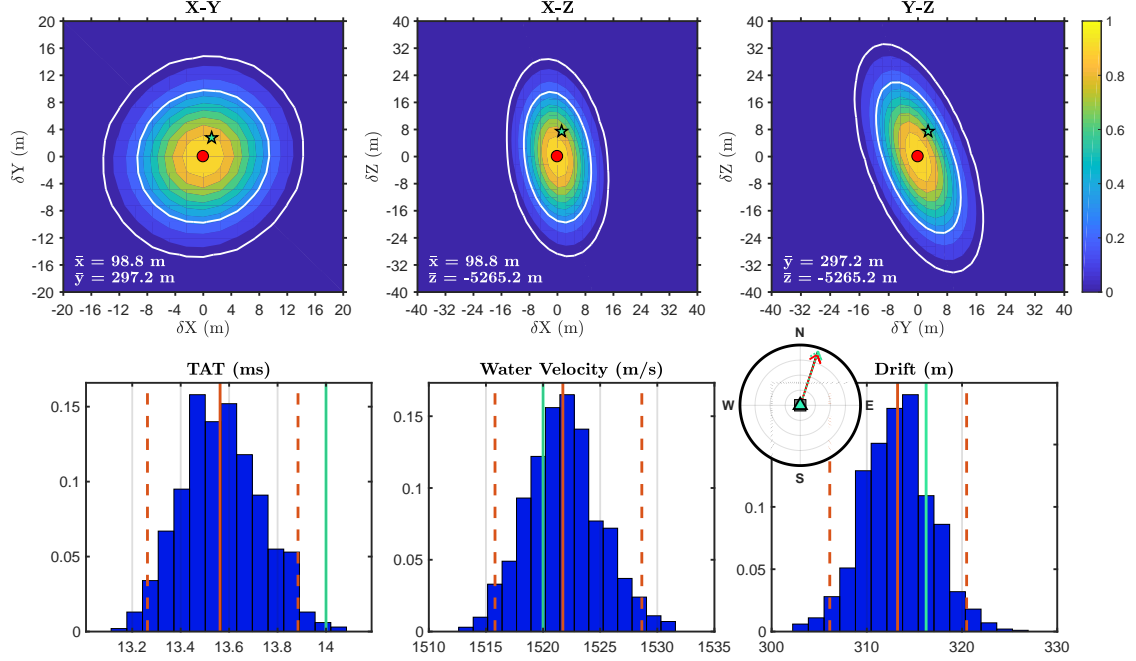 X-Y
X-Z
Y-Z
20
16
12
8
4
0
-4
-8
-12
-16
-20
δY (m)
x̄ = 98.8 m
ȳ = 297.2 m
-20 -16 -12 -8 -4 0 4 8 12 16 20
δX (m)
40
32
24
16
8
0
-8
-16
-24
-32
-40
δZ (m)
x̄ = 98.8 m
z̄ = -5265.2 m
-40 -32 -24 -16 -8 0 8 16 24 32 40
δX (m)
40
32
24
16
8
0
-8
-16
-24
-32
-40
δZ (m)
ȳ = 297.2 m
z̄ = -5265.2 m
-40 -32 -24 -16 -8 0 8 16 24 32 40
δY (m)
1
0.8
0.6
0.4
0.2
0
TAT (ms)
0.15
0.1
0.05
0
13.2 13.4 13.6 13.8 14
Water Velocity (m/s)
0.15
0.1
0.05
0
1510 1515 1520 1525 1530 1535
Drift (m)
N
W
E
S
0.1
0.05
0
300 310 320 330